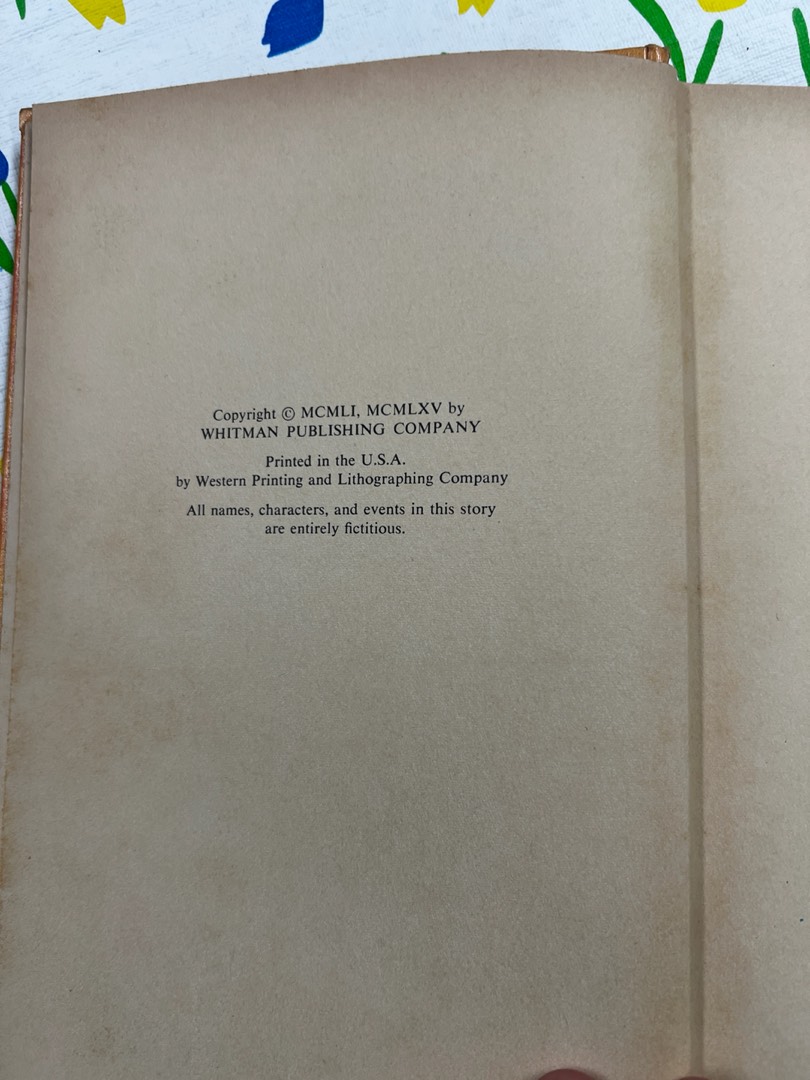 Copyright © MCMLI, MCMLXV by
WHITMAN PUBLISHING COMPANY
Printed in the U.S.A.
by Western Printing and Lithographing Company
All names, characters, and events in this story
are entirely fictitious.